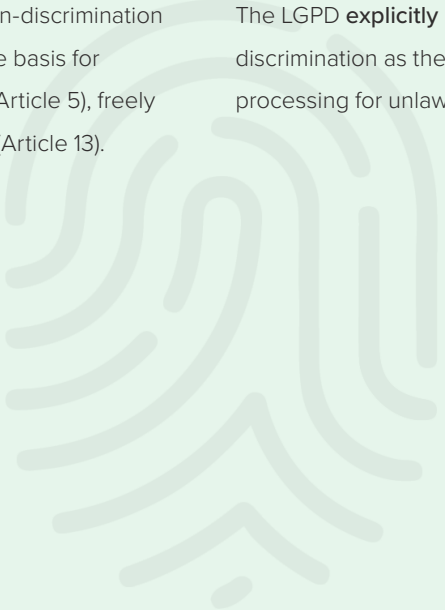 n-discrimination
e basis for
Article 5), freely
(Article 13).
The LGPD explicitly
discrimination as the
processing for unlaw